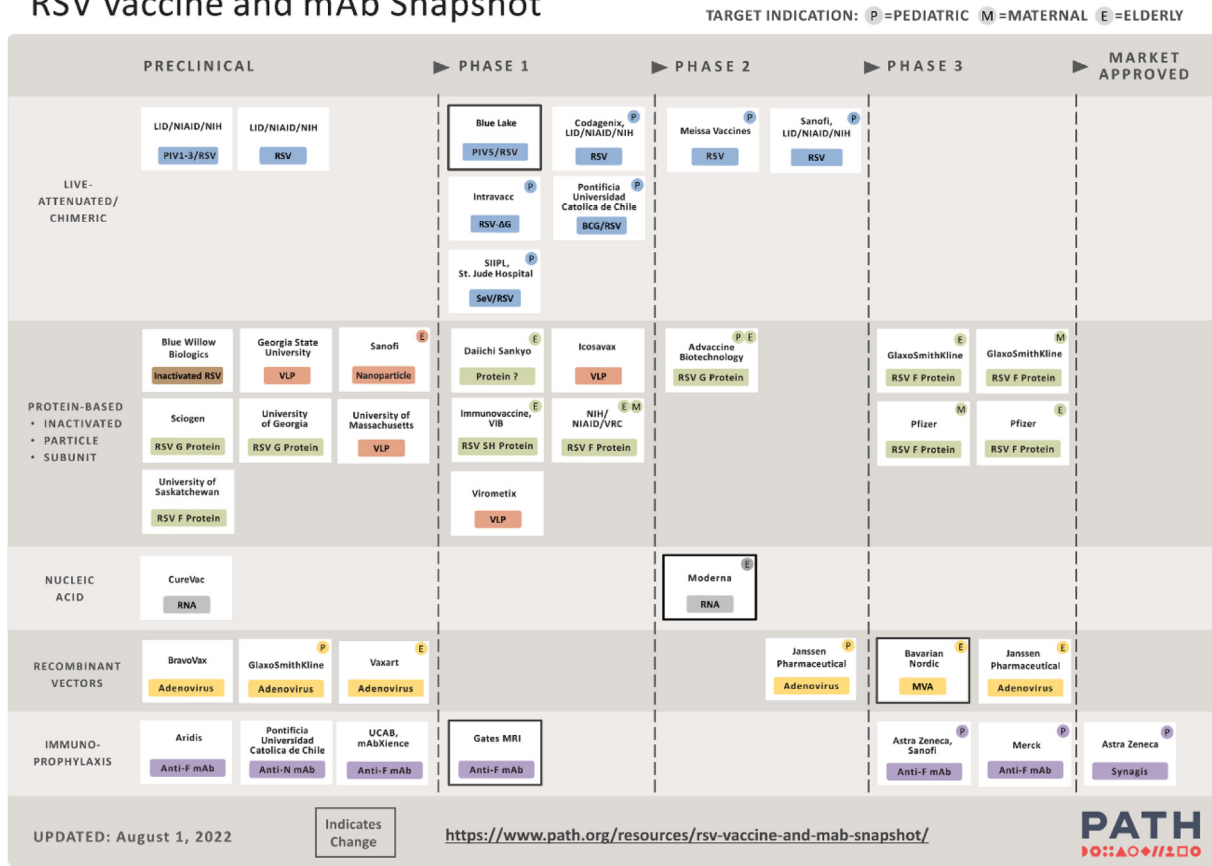 RSV Vaccine and mAb Snapshot
TARGET INDICATION: P =PEDIATRIC M =MATERNAL E =ELDERLY
PRECLINICAL
PHASE 1
PHASE 2
PHASE 3
MARKET
APPROVED
LIVE-
ATTENUATED/
CHIMERIC
LID/NIAID/NIH
PIV1-3/RSV
LID/NIAID/NIH
RSV
Blue Lake
PIV5/RSV
P
Codagenix,
LID/NIAID/NIH
RSV
P
Meissa Vaccines
RSV
P
Sanofi,
LID/NIAID/NIH
RSV
P
Intravacc
RSV-ΔG
P
Pontificia
Universidad
Catolica de Chile
BCG/RSV
P
SIIPL,
St. Jude Hospital
SeV/RSV
PROTEIN-BASED
• INACTIVATED
• PARTICLE
• SUBUNIT
Blue Willow
Biologics
Inactivated RSV
Georgia State
University
VLP
E
Sanofi
Nanoparticle
E
Daiichi Sankyo
Protein ?
Icosavax
VLP
P E
Advaccine
Biotechnology
RSV G Protein
E
GlaxoSmithKline
RSV F Protein
M
GlaxoSmithKline
RSV F Protein
Sciogen
RSV G Protein
University
of Georgia
RSV G Protein
University of
Massachusetts
VLP
E
Immunovaccine,
VIB
RSV SH Protein
E M
NIH/
NIAID/VRC
RSV F Protein
M
Pfizer
RSV F Protein
E
Pfizer
RSV F Protein
University of
Saskatchewan
RSV F Protein
Virometix
VLP
NUCLEIC
ACID
CureVac
RNA
E
Moderna
RNA
RECOMBINANT
VECTORS
BravoVax
Adenovirus
P
GlaxoSmithKline
Adenovirus
E
Vaxart
Adenovirus
P
Janssen
Pharmaceutical
Adenovirus
E
Bavarian
Nordic
MVA
E
Janssen
Pharmaceutical
Adenovirus
IMMUNO-
PROPHYLAXIS
Aridis
Anti-F mAb
Pontificia
Universidad
Catolica de Chile
Anti-N mAb
UCAB,
mAbXience
Anti-F mAb
Gates MRI
Anti-F mAb
P
Astra Zeneca,
Sanofi
Anti-F mAb
P
Merck
Anti-F mAb
P
Astra Zeneca
Synagis
UPDATED: August 1, 2022
Indicates
Change
https://www.path.org/resources/rsv-vaccine-and-mab-snapshot/
PATH